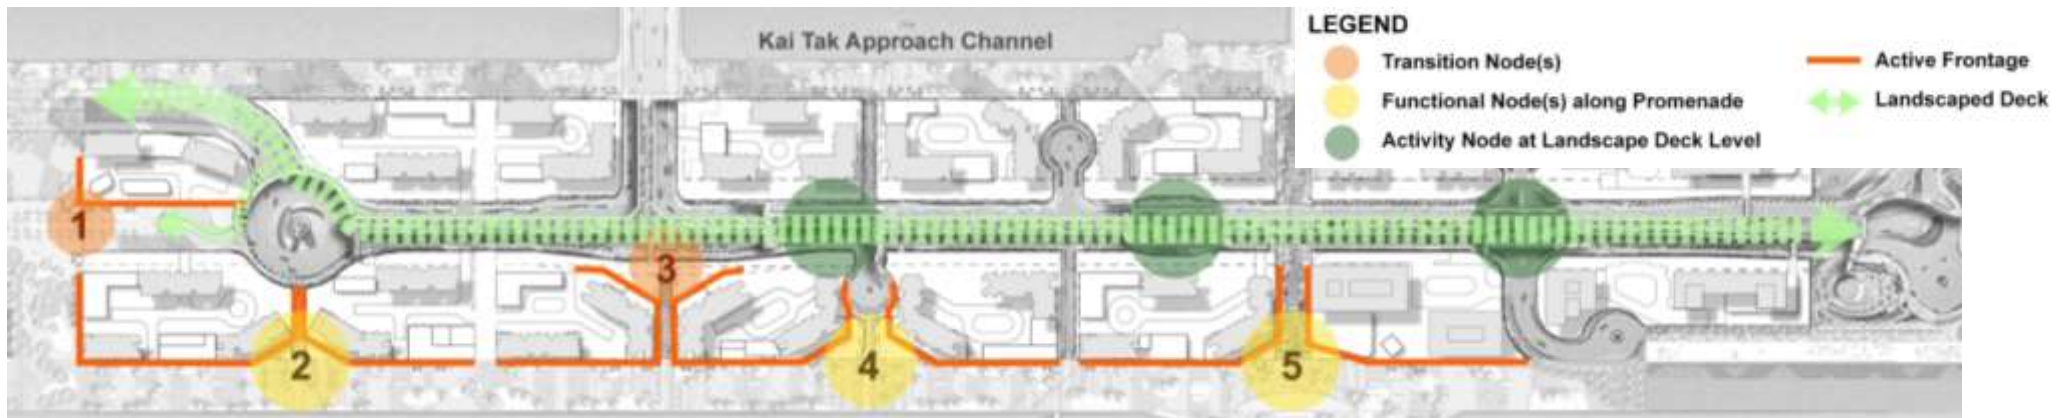 Kai Tak Approach Channel
LEGEND
Transition Node(s)
Functional Node(s) along Promenade
Activity Node at Landscape Deck Level
Active Frontage
Landscaped Deck
1
2
3
4
5